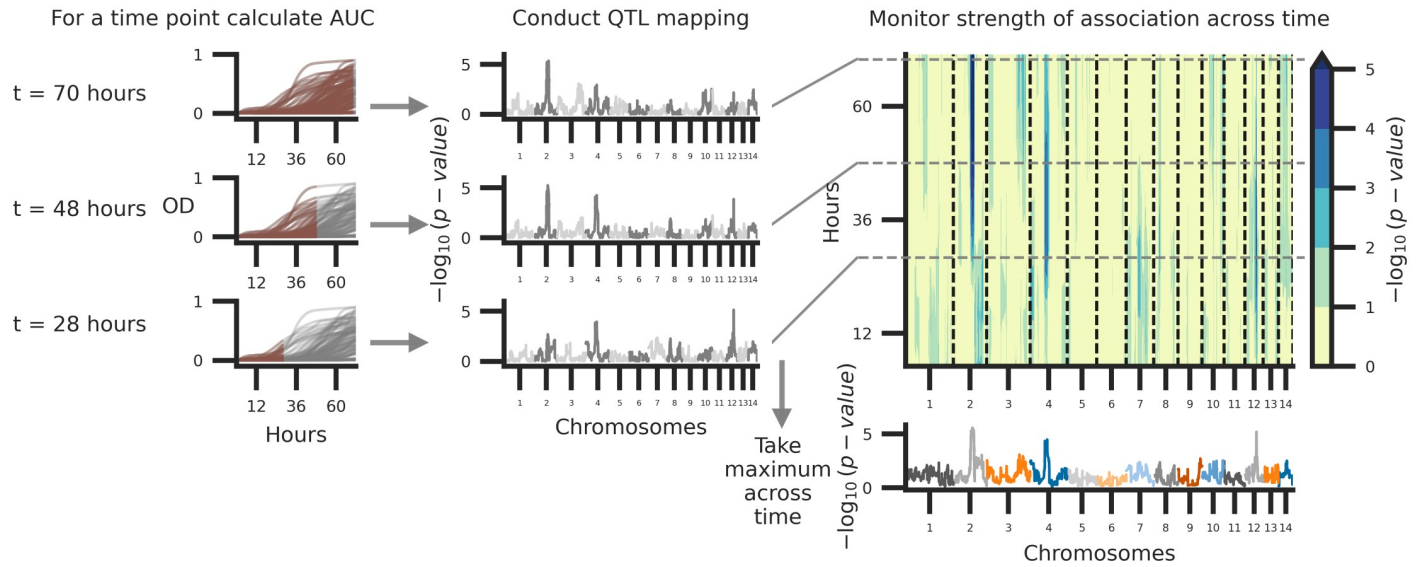 For a time point calculate AUC
Conduct QTL mapping
Monitor strength of association across time
t = 70 hours
1
0
12 36 60
t = 48 hours
OD
1
0
12 36 60
t = 28 hours
1
0
12 36 60
Hours
−log₁₀ (p − value)
5
0
1 2 3 4 5 6 7 8 9 10 11 12 13 14
5
0
1 2 3 4 5 6 7 8 9 10 11 12 13 14
5
0
1 2 3 4 5 6 7 8 9 10 11 12 13 14
Chromosomes
Take
maximum
across
time
Hours
60
36
12
1 2 3 4 5 6 7 8 9 10 11 12 13 14
5
4
3
2
1
0
−log₁₀ (p − value)
−log₁₀ (p − value)
5
0
1 2 3 4 5 6 7 8 9 10 11 12 13 14
Chromosomes